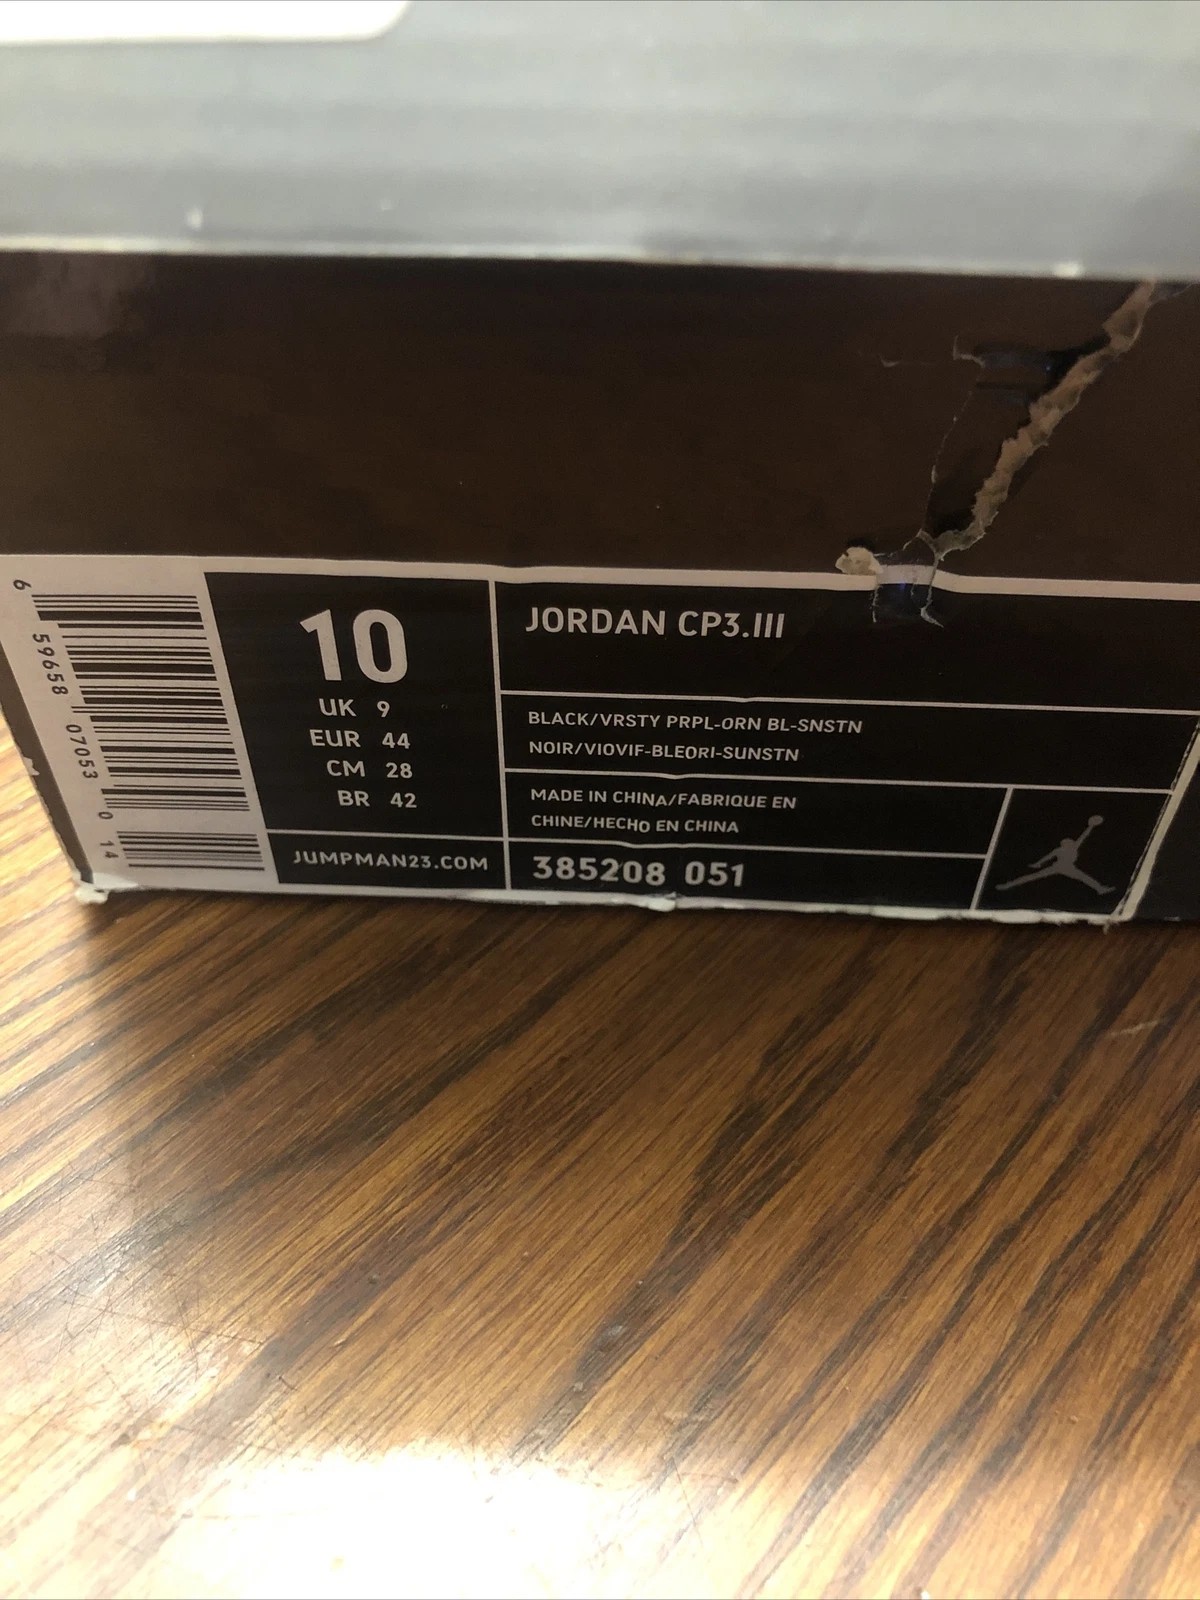 6 59658 07053 0 14
10
UK 9
EUR 44
CM 28
BR 42
JUMPMAN23.COM
JORDAN CP3.III
BLACK/VRSTY PRPL-ORN BL-SNSTN
NOIR/VIOVIF-BLEORI-SUNSTN
MADE IN CHINA/FABRIQUE EN
CHINE/HECHO EN CHINA
385208 051